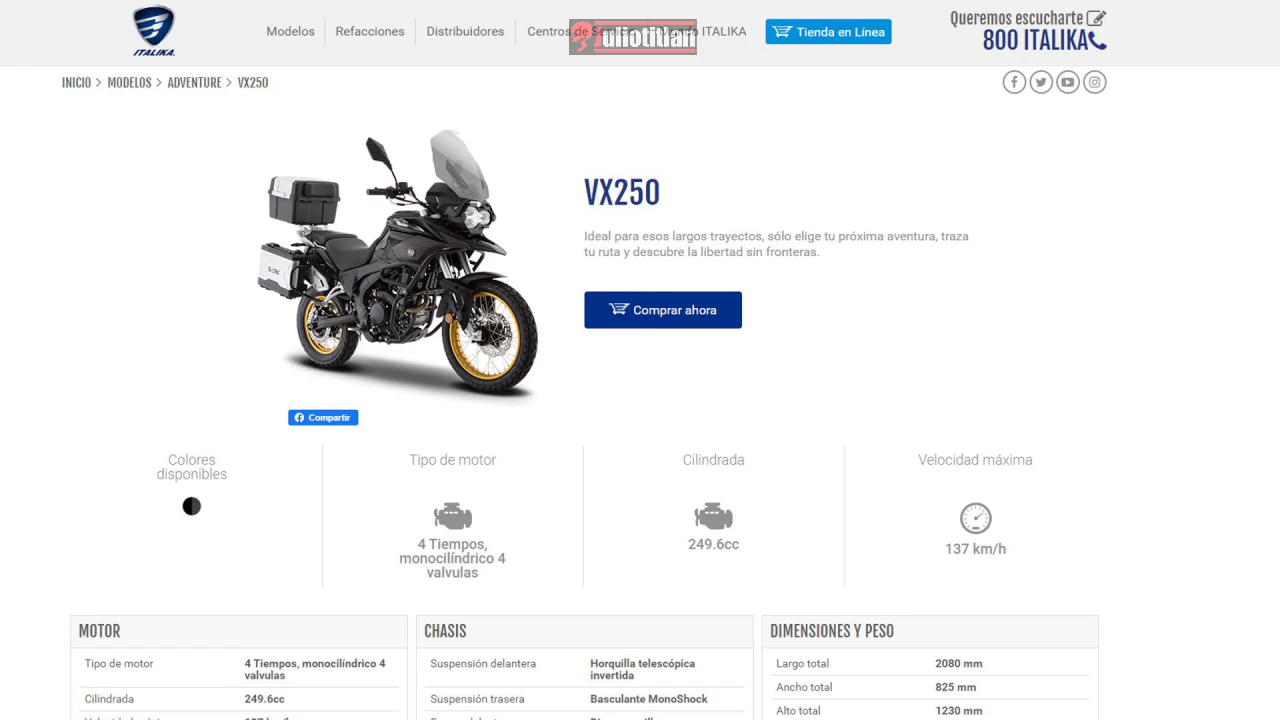 ITALIKA
Modelos
Refacciones
Distribuidores
Centros de Servicio
Mundo ITALIKA
uliotitlan
Tienda en Línea
Queremos escucharte
800 ITALIKA
INICIO > MODELOS > ADVENTURE > VX250
VX250
Ideal para esos largos trayectos, sólo elige tu próxima aventura, traza
tu ruta y descubre la libertad sin fronteras.
Comprar ahora
Compartir
Colores
disponibles
Tipo de motor
4 Tiempos,
monocilíndrico 4
valvulas
Cilindrada
249.6cc
Velocidad máxima
137 km/h
MOTOR
Tipo de motor 4 Tiempos, monocilíndrico 4
valvulas
Cilindrada 249.6cc
CHASIS
Suspensión delantera Horquilla telescópica
invertida
Suspensión trasera Basculante MonoShock
DIMENSIONES Y PESO
Largo total 2080 mm
Ancho total 825 mm
Alto total 1230 mm